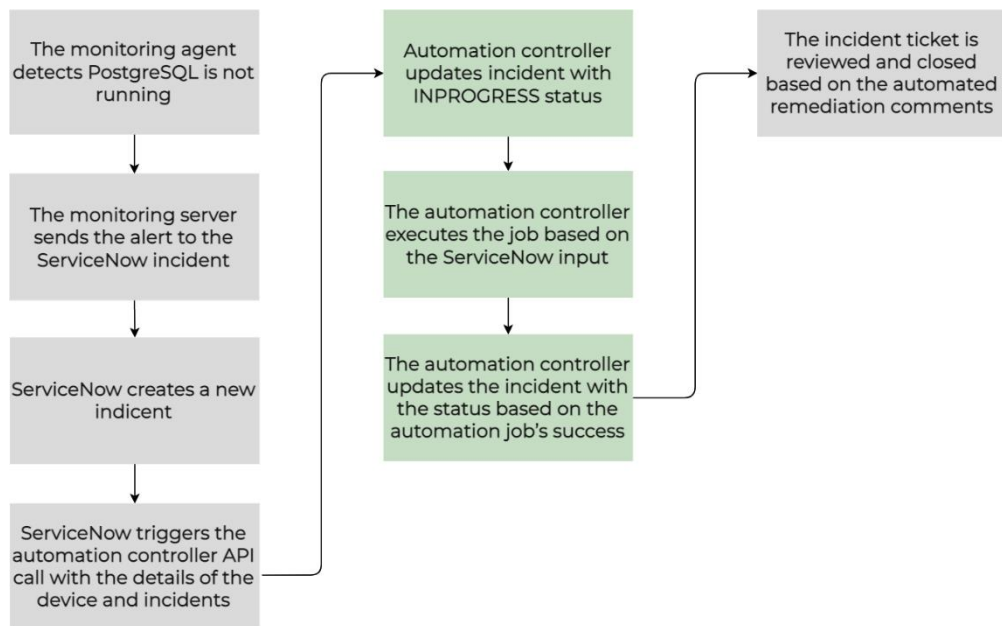 The monitoring agent
detects PostgreSQL is not
running
The monitoring server
sends the alert to the
ServiceNow incident
ServiceNow creates a new
indicent
ServiceNow triggers the
automation controller API
call with the details of the
device and incidents
Automation controller
updates incident with
INPROGRESS status
The automation controller
executes the job based on
the ServiceNow input
The automation controller
updates the incident with
the status based on the
automation job's success
The incident ticket is
reviewed and closed
based on the automated
remediation comments